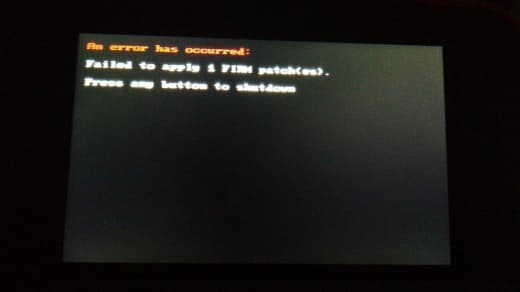 An error has occurred:
Failed to apply 1 FIRM patch(es).
Press any button to shutdown